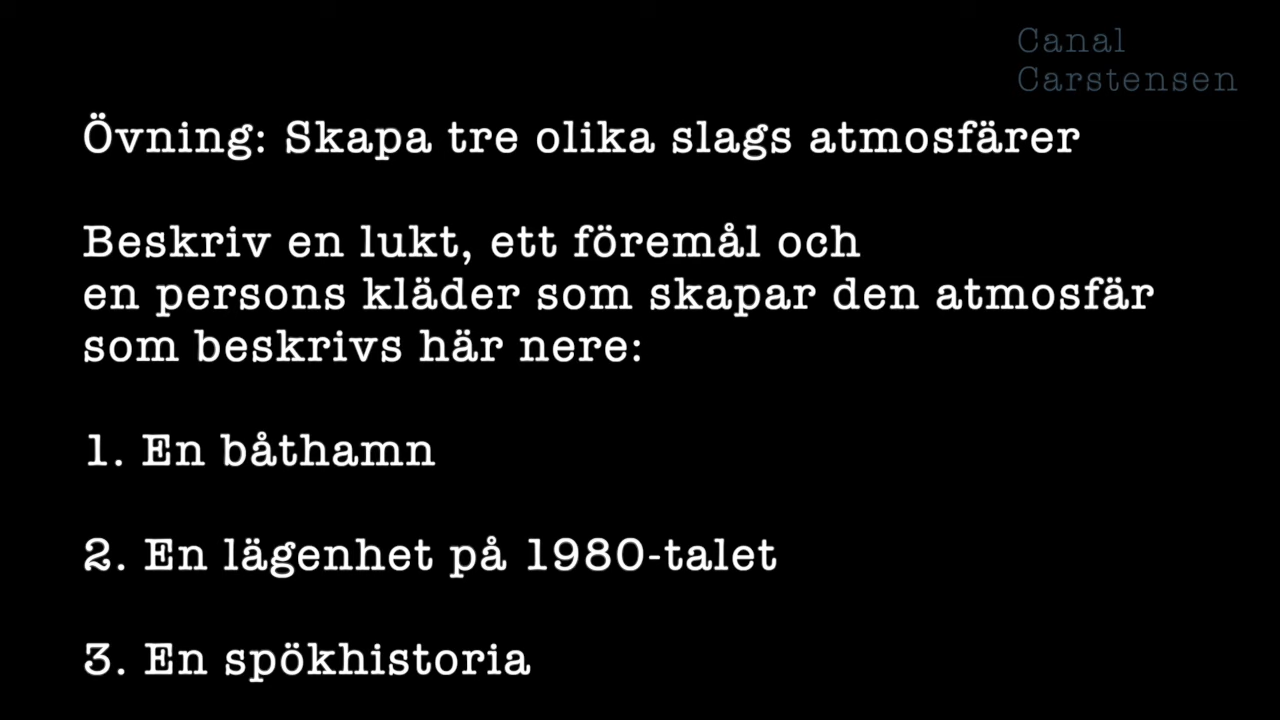 Canal
Carstensen
Övning: Skapa tre olika slags atmosfärer
Beskriv en lukt, ett föremål och
en persons kläder som skapar den atmosfär
som beskrivs här nere:
1. En båthamn
2. En lägenhet på 1980-talet
3. En spökhistoria